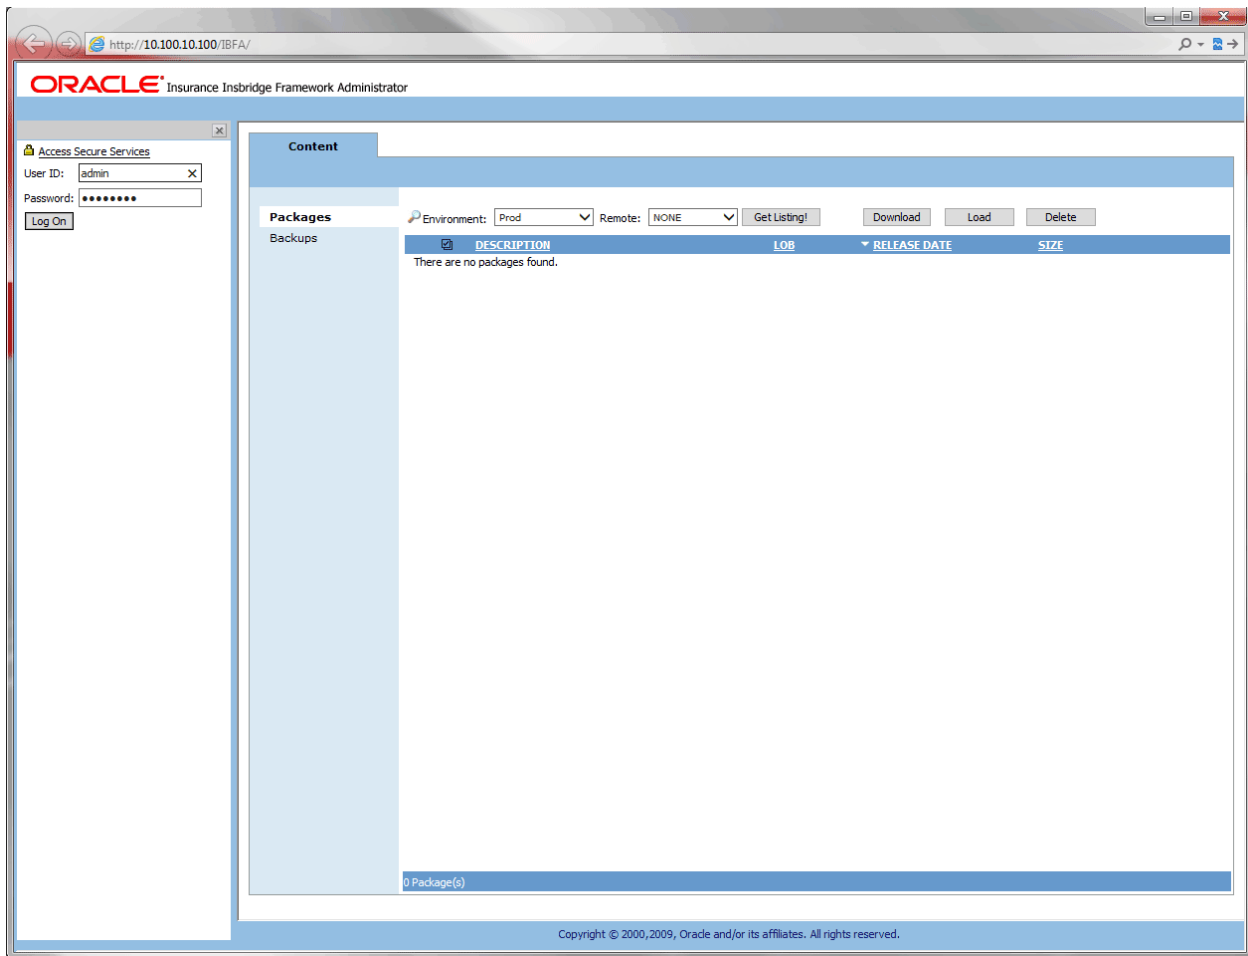 http://10.100.10.100/IBFA/
ORACLE Insurance Insbridge Framework Administrator
Access Secure Services
User ID: admin
Password: ••••••••
Log On
Content
Packages
Backups
Environment: Prod Remote: NONE Get Listing! Download Load Delete
DESCRIPTION LOB RELEASE DATE SIZE
There are no packages found.
0 Package(s)
Copyright © 2000,2009, Oracle and/or its affiliates. All rights reserved.